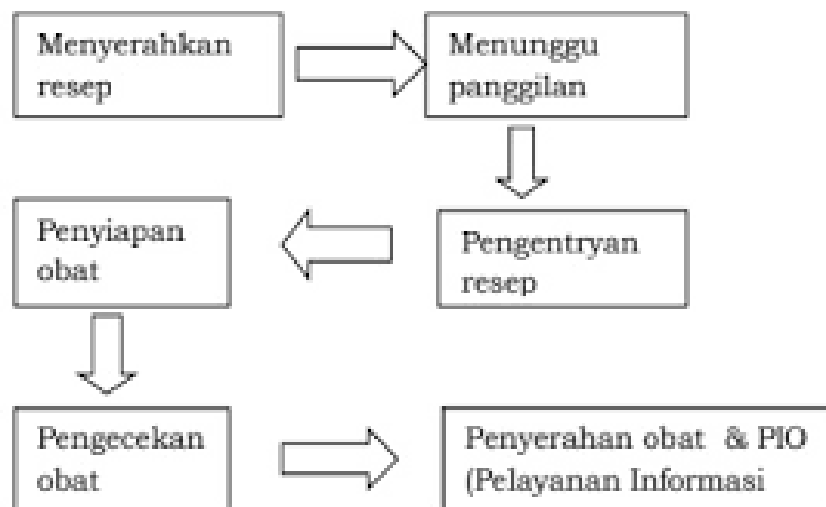 Menyerahkan
resep
Menunggu
panggilan
Pengentryan
resep
Penyiapan
obat
Pengecekan
obat
Penyerahan obat & PIO
(Pelayanan Informasi